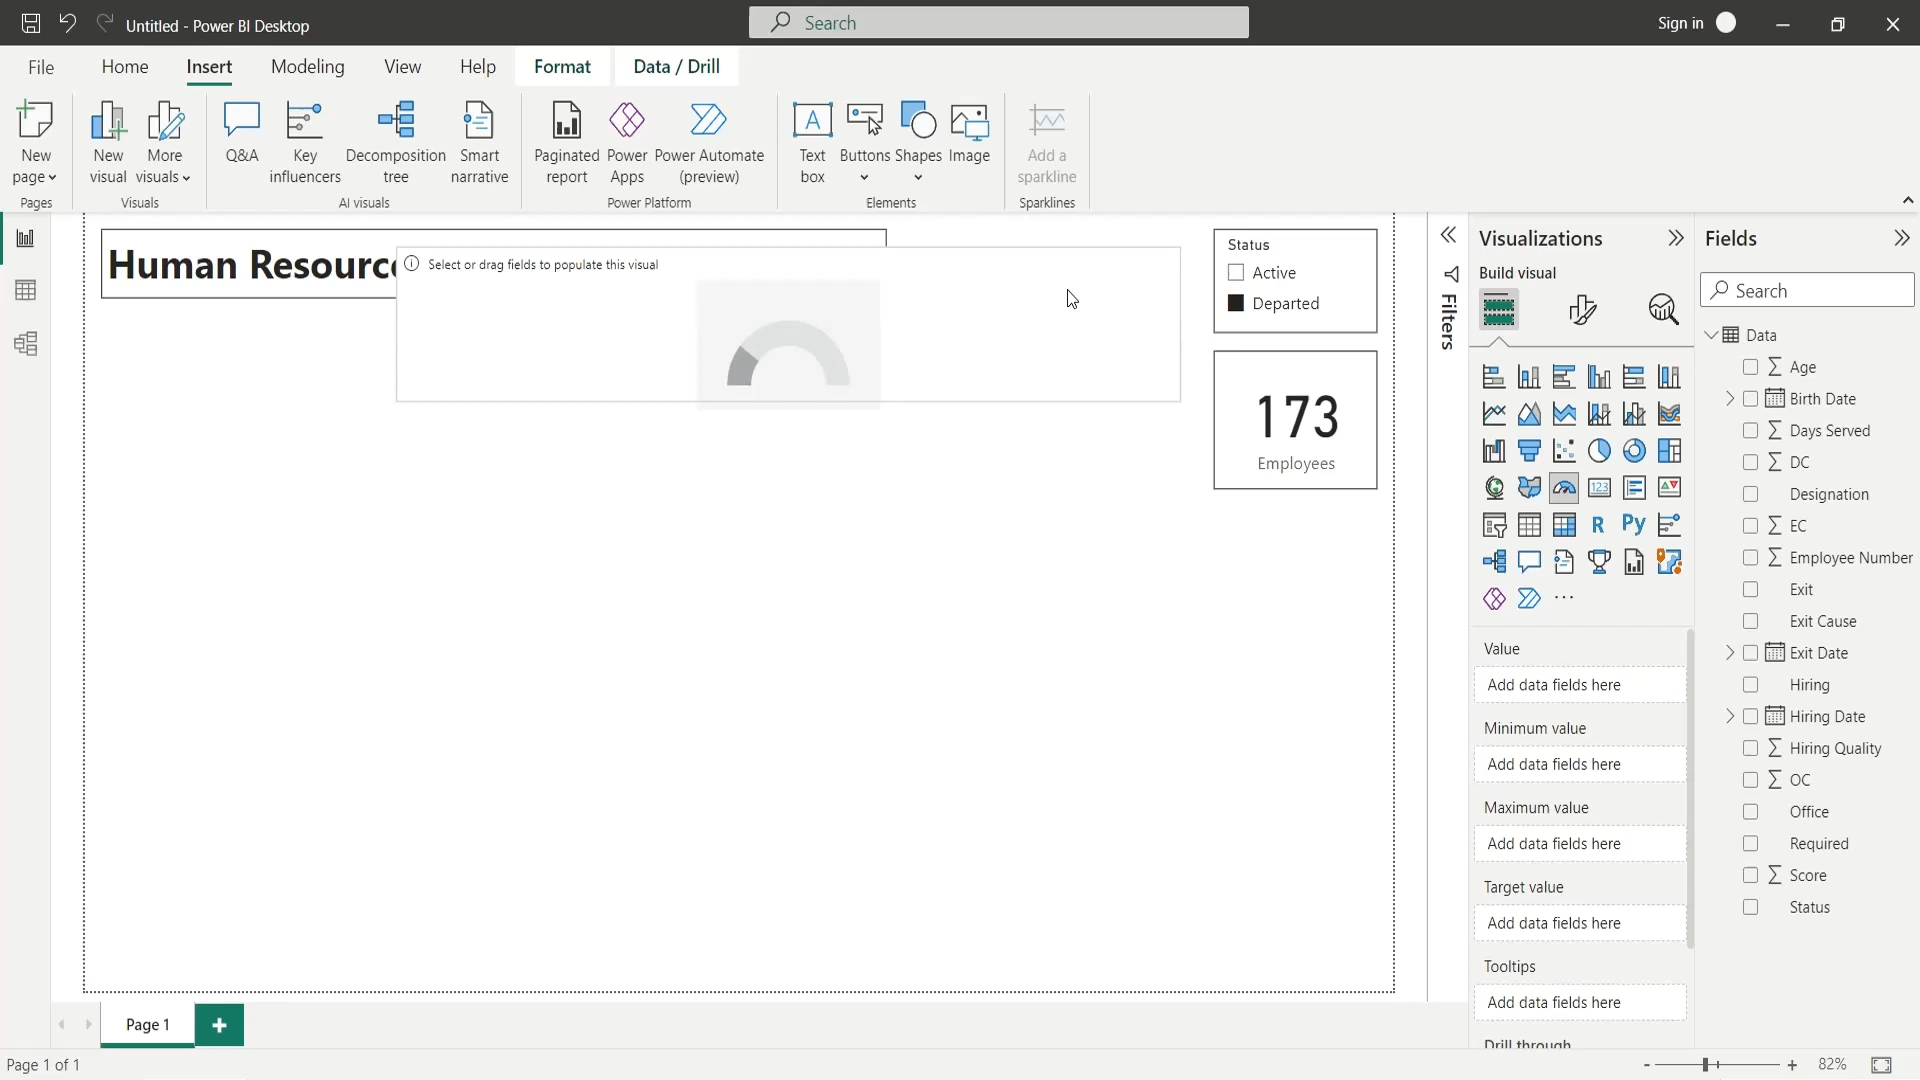 Untitled - Power BI Desktop
Search
Sign in
File
Home
Insert
Modeling
View
Help
Format
Data / Drill
New page
New visual
More visuals
Q&A
Key influencers
Decomposition tree
Smart narrative
Paginated report
Power Apps
Power Automate (preview)
Text box
Buttons
Shapes
Image
Add a sparkline
Pages
Visuals
AI visuals
Power Platform
Elements
Sparklines
Human Resource
Select or drag fields to populate this visual
Status
Active
Departed
173
Employees
Filters
Visualizations
Build visual
123
R
Py
Value
Add data fields here
Minimum value
Add data fields here
Maximum value
Add data fields here
Target value
Add data fields here
Tooltips
Add data fields here
Drill through
Fields
Search
Data
Age
Birth Date
Days Served
DC
Designation
EC
Employee Number
Exit
Exit Cause
Exit Date
Hiring
Hiring Date
Hiring Quality
OC
Office
Required
Score
Status
Page 1
Page 1 of 1
82%